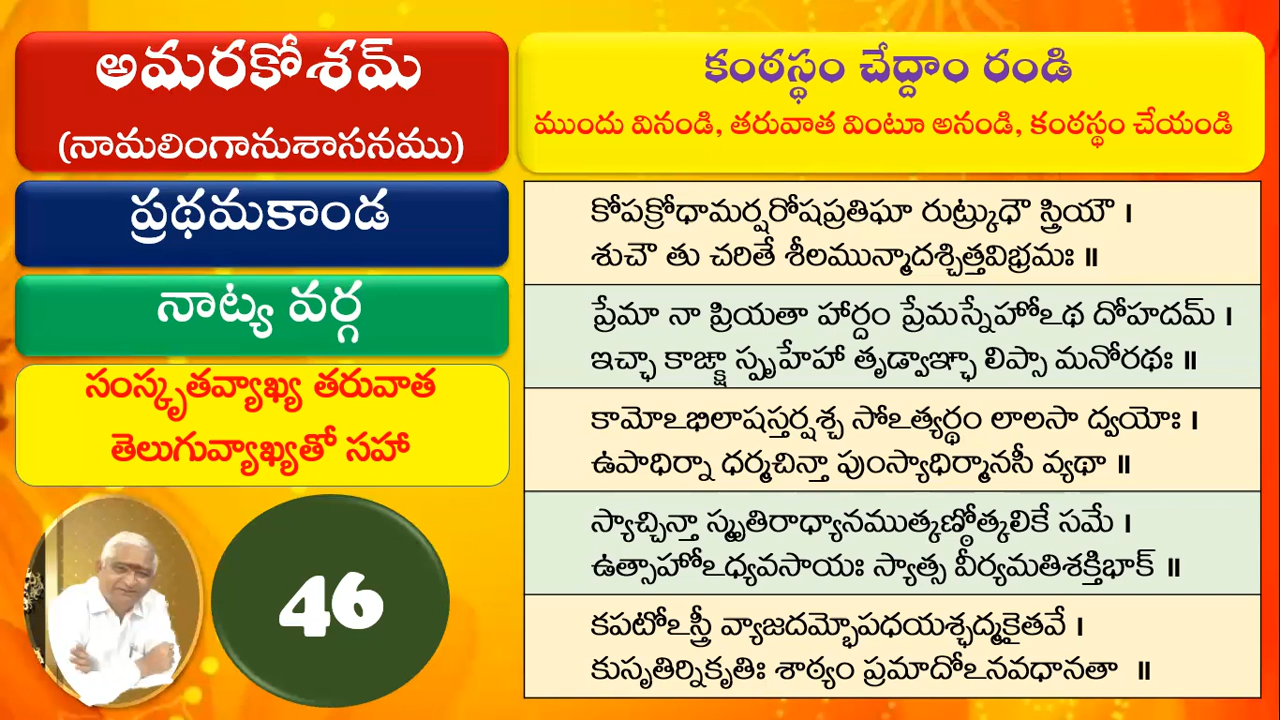 అమరకోశమ్
(నామలింగానుశాసనము)
ప్రథమకాండ
నాట్య వర్గ
సంస్కృతవ్యాఖ్య తరువాత
తెలుగువ్యాఖ్యతో సహా
46
కంఠస్థం చేద్దాం రండి
ముందు వినండి, తరువాత వింటూ అనండి, కంఠస్థం చేయండి
కోపక్రోధామర్షరోషప్రతిఘా రుట్క్రుధౌ స్త్రియౌ ।
శుచౌ తు చరితే శీలమున్మాదశ్చిత్తవిభ్రమః ॥
ప్రేమా నా ప్రియతా హార్దం ప్రేమస్నేహోఽథ దోహదమ్ ।
ఇచ్ఛా కాఙ్క్షా స్పృహేహా తృడ్వాఞ్ఛా లిప్సా మనోరథః ॥
కామోఽభిలాషస్తర్షశ్చ సోఽత్యర్థం లాలసా ద్వయోః ।
ఉపాధిర్నా ధర్మచిన్తా పుంస్యాధిర్మానసీ వ్యథా ॥
స్యాచ్చిన్తా స్మృతిరాధ్యానముత్కణ్ఠోత్కలికే సమే ।
ఉత్సాహోఽధ్యవసాయః స్యాత్స వీర్యమతిశక్తిభాక్ ॥
కపటోఽస్త్రీ వ్యాజదమ్భోపధయశ్ఛద్మకైతవే ।
కుసృతిర్నికృతిః శాఠ్యం ప్రమాదోఽనవధానతా ॥